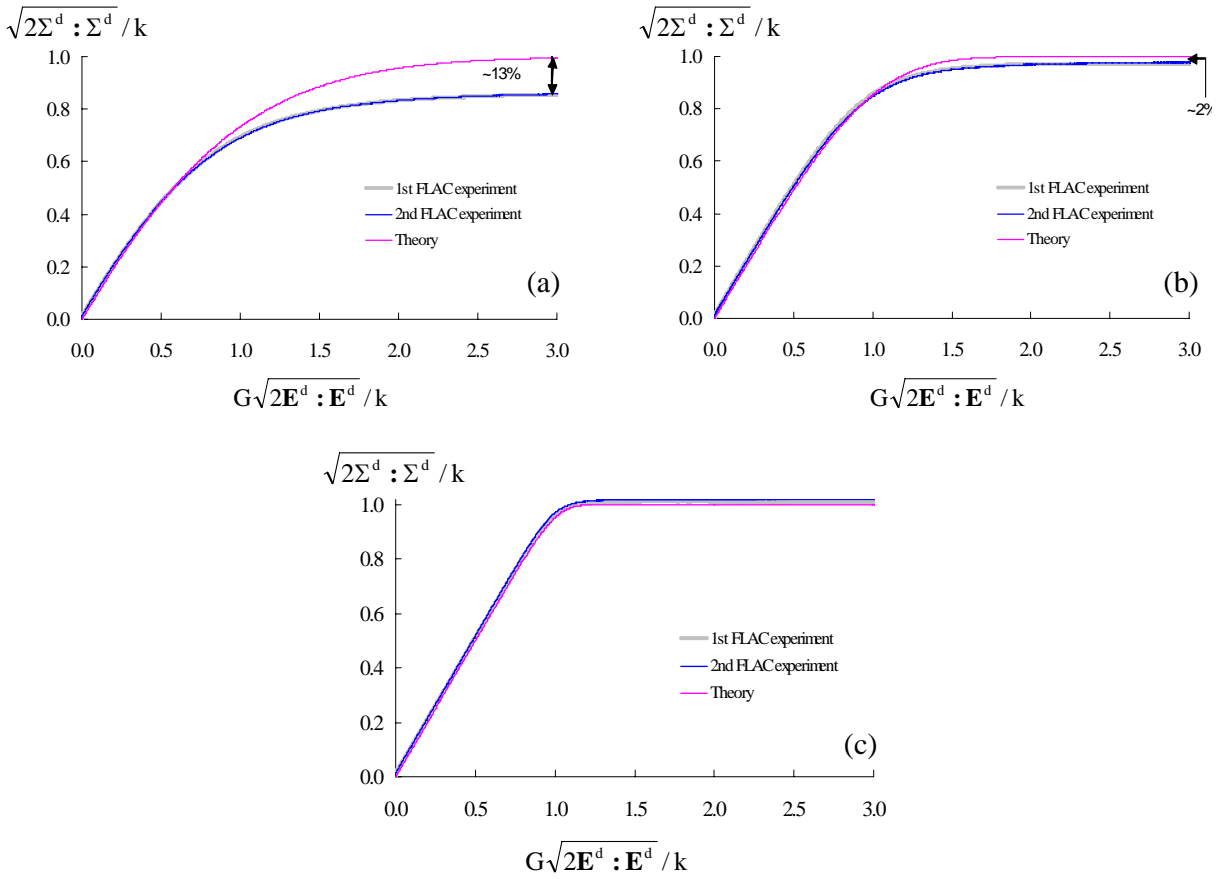 √2Σᵈ : Σᵈ / k
1.0
0.8
0.6
0.4
0.2
0.0
~13%
1st FLAC experiment
2nd FLAC experiment
Theory
(a)
0.0 0.5 1.0 1.5 2.0 2.5 3.0
G√2Eᵈ : Eᵈ / k
√2Σᵈ : Σᵈ / k
1.0
0.8
0.6
0.4
0.2
0.0
~2%
1st FLAC experiment
2nd FLAC experiment
Theory
(b)
0.0 0.5 1.0 1.5 2.0 2.5 3.0
G√2Eᵈ : Eᵈ / k
√2Σᵈ : Σᵈ / k
1.0
0.8
0.6
0.4
0.2
0.0
1st FLAC experiment
2nd FLAC experiment
Theory
(c)
0.0 0.5 1.0 1.5 2.0 2.5 3.0
G√2Eᵈ : Eᵈ / k